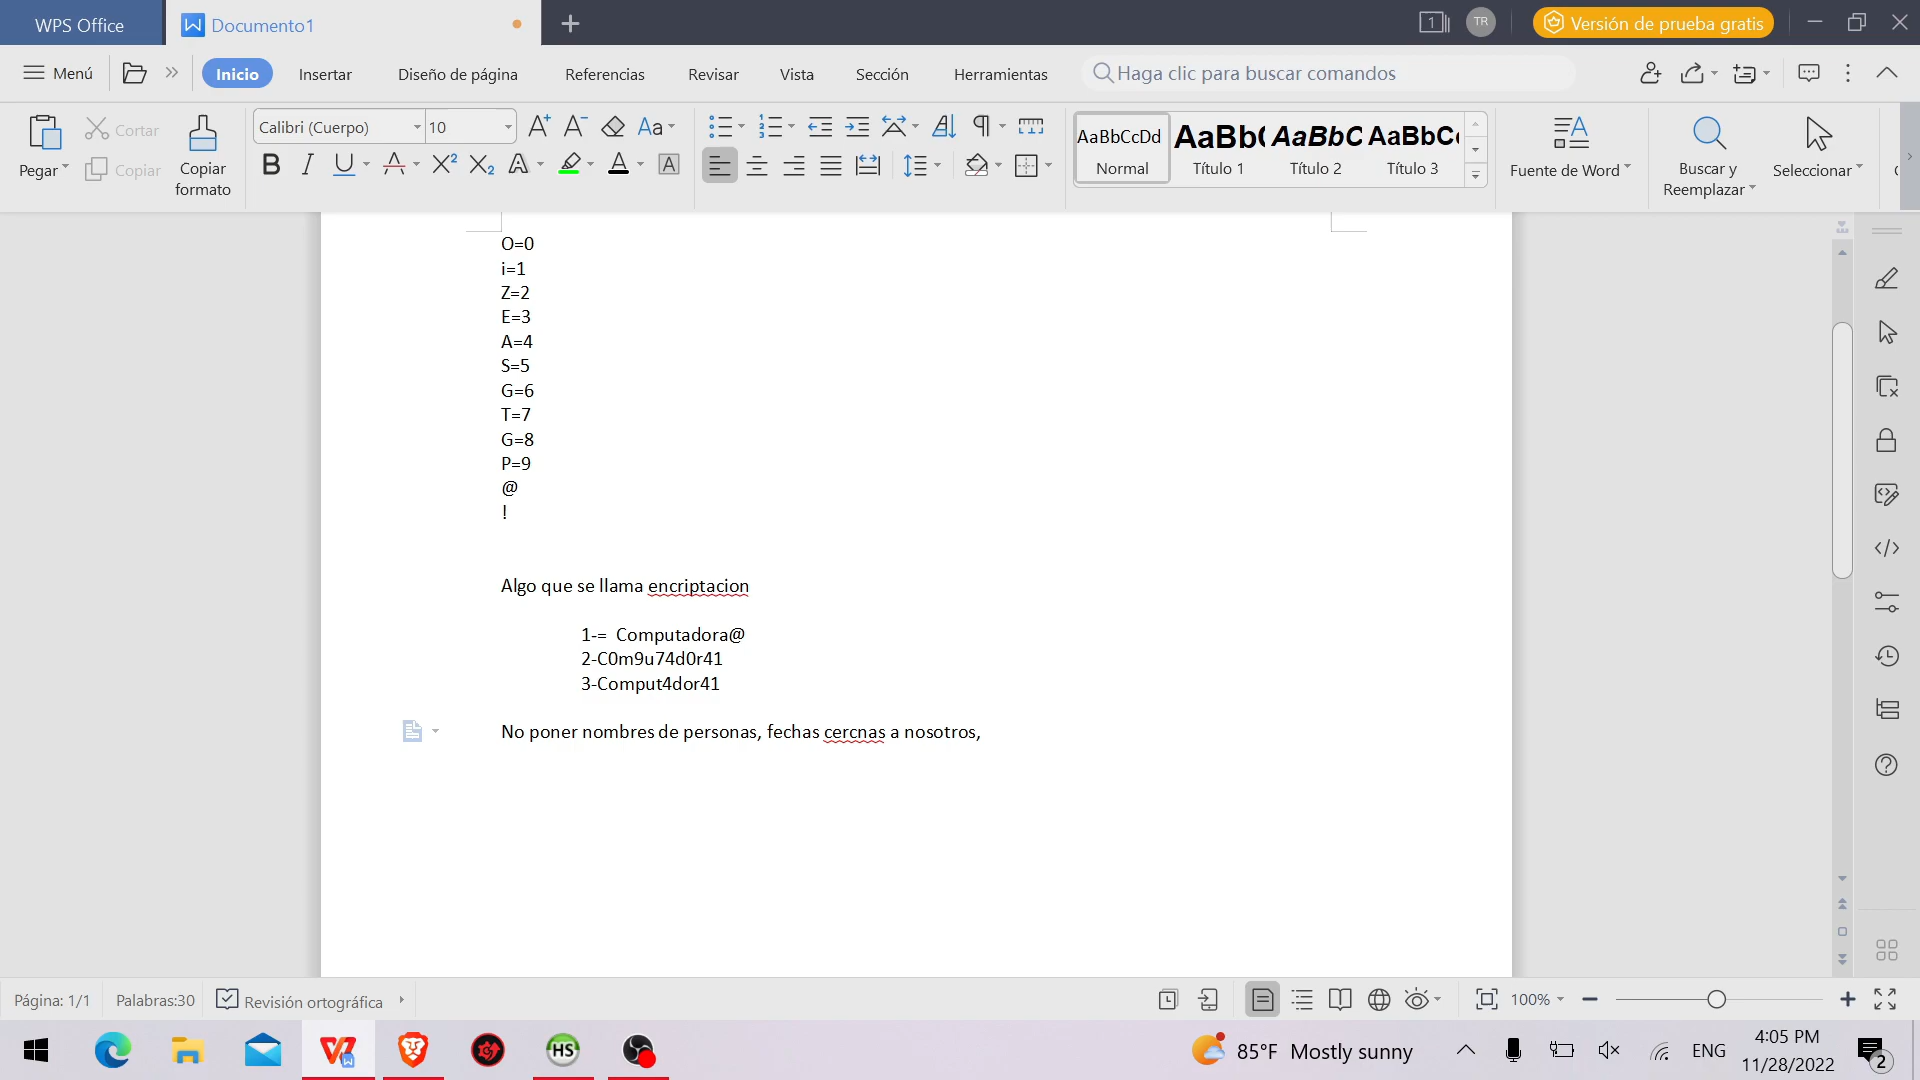 WPS Office
Documento1
1
TR
Versión de prueba gratis
Menú
Inicio
Insertar
Diseño de página
Referencias
Revisar
Vista
Sección
Herramientas
Haga clic para buscar comandos
Pegar
Cortar
Copiar
Copiar
formato
Calibri (Cuerpo)
10
AaBbCcDd
Normal
AaBb(
Título 1
AaBbC
Título 2
AaBbC
Título 3
Fuente de Word
Buscar y
Reemplazar
Seleccionar
O=0
i=1
Z=2
E=3
A=4
S=5
G=6
T=7
G=8
P=9
@
!
Algo que se llama encriptacion
1-= Computadora@
2-C0m9u74d0r41
3-Comput4dor41
No poner nombres de personas, fechas cercnas a nosotros,
Página: 1/1
Palabras:30
Revisión ortográfica
100%
85°F Mostly sunny
ENG
4:05 PM
11/28/2022
2